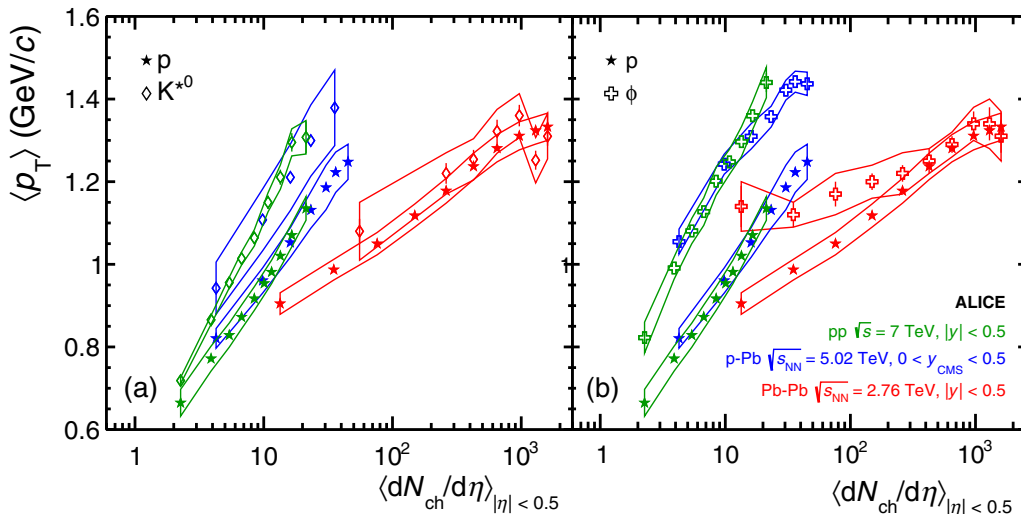 ⟨p_T⟩ (GeV/c)
1.6
1.4
1.2
1
0.8
0.6
p
K*0
(a)
1
10
10²
10³
⟨dN_ch/dη⟩_|η| < 0.5
p
ϕ
ALICE
pp √s = 7 TeV, |y| < 0.5
p-Pb √s_NN = 5.02 TeV, 0 < y_CMS < 0.5
Pb-Pb √s_NN = 2.76 TeV, |y| < 0.5
(b)
1
1
10
10²
10³
⟨dN_ch/dη⟩_|η| < 0.5